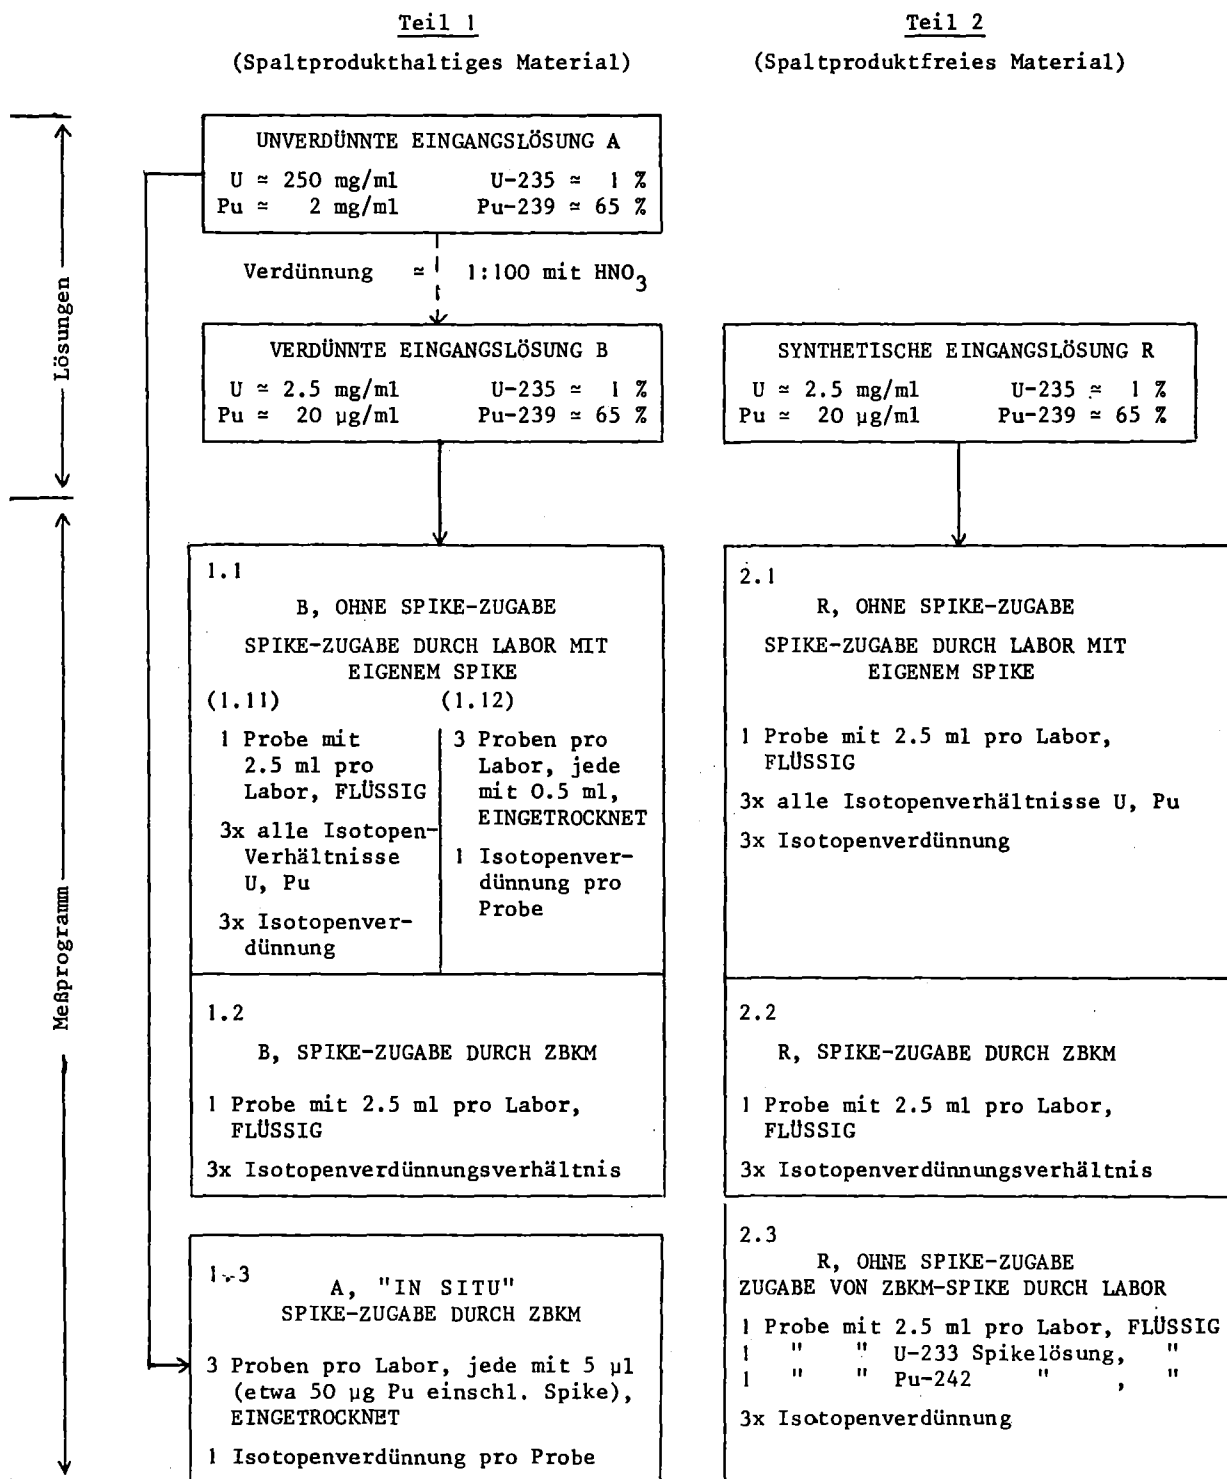 Teil 1
(Spaltprodukthaltiges Material)
Teil 2
(Spaltproduktfreies Material)
Lösungen
Meßprogramm
UNVERDÜNNTE EINGANGSLÖSUNG A
U ≃ 250 mg/ml U-235 ≃ 1 %
Pu ≃ 2 mg/ml Pu-239 ≃ 65 %
Verdünnung ≃ 1:100 mit HNO3
VERDÜNNTE EINGANGSLÖSUNG B
U ≃ 2.5 mg/ml U-235 ≃ 1 %
Pu ≃ 20 µg/ml Pu-239 ≃ 65 %
SYNTHETISCHE EINGANGSLÖSUNG R
U ≃ 2.5 mg/ml U-235 ≃ 1 %
Pu ≃ 20 µg/ml Pu-239 ≃ 65 %
1.1
B, OHNE SPIKE-ZUGABE
SPIKE-ZUGABE DURCH LABOR MIT
EIGENEM SPIKE
(1.11)
1 Probe mit
2.5 ml pro
Labor, FLÜSSIG
3x alle Isotopen-
Verhältnisse
U, Pu
3x Isotopenver-
dünnung
(1.12)
3 Proben pro
Labor, jede
mit 0.5 ml,
EINGETROCKNET
1 Isotopenver-
dünnung pro
Probe
1.2
B, SPIKE-ZUGABE DURCH ZBKM
1 Probe mit 2.5 ml pro Labor,
FLÜSSIG
3x Isotopenverdünnungsverhältnis
1.3
A, "IN SITU"
SPIKE-ZUGABE DURCH ZBKM
3 Proben pro Labor, jede mit 5 µl
(etwa 50 µg Pu einschl. Spike),
EINGETROCKNET
1 Isotopenverdünnung pro Probe
2.1
R, OHNE SPIKE-ZUGABE
SPIKE-ZUGABE DURCH LABOR MIT
EIGENEM SPIKE
1 Probe mit 2.5 ml pro Labor,
FLÜSSIG
3x alle Isotopenverhältnisse U, Pu
3x Isotopenverdünnung
2.2
R, SPIKE-ZUGABE DURCH ZBKM
1 Probe mit 2.5 ml pro Labor,
FLÜSSIG
3x Isotopenverdünnungsverhältnis
2.3
R, OHNE SPIKE-ZUGABE
ZUGABE VON ZBKM-SPIKE DURCH LABOR
1 Probe mit 2.5 ml pro Labor, FLÜSSIG
1 " " U-233 Spikelösung, "
1 " " Pu-242 " , "
3x Isotopenverdünnung